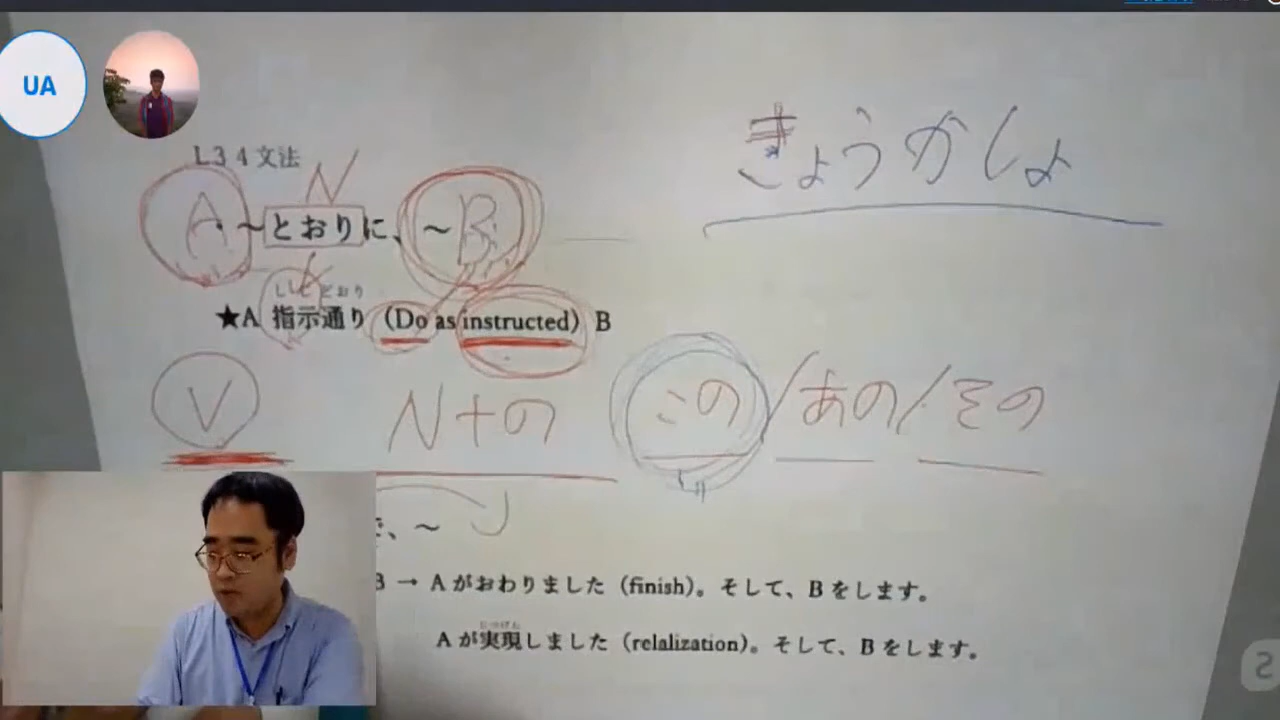 UA
きょうかしょ
L34文法
N
A ～とおりに、～B
しじどおり
★A 指示通り（Do as instructed）B
V N+の この/あの/その
、～
B → Aがおわりました（finish）。そして、Bをします。
じつげん
Aが実現しました（relalization）。そして、Bをします。